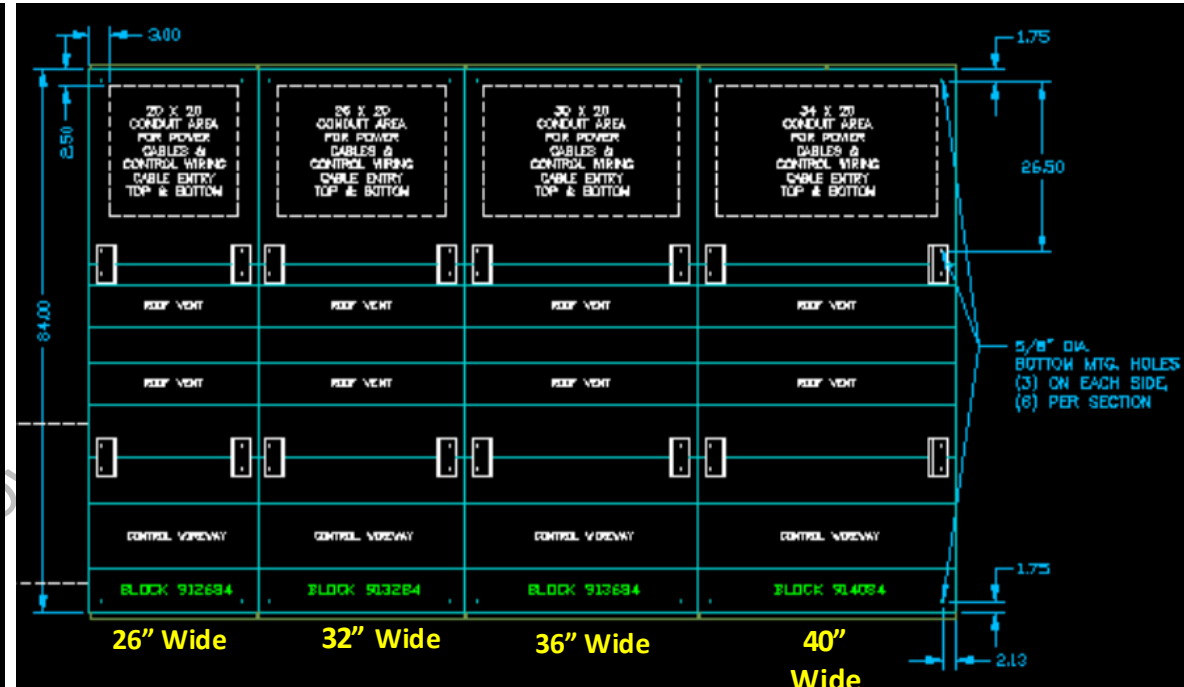 3.00
1.75
2.50
20 X 20
CONDUIT AREA
FOR POWER
CABLES &
CONTROL WIRING
CABLE ENTRY
TOP & BOTTOM
26 X 20
CONDUIT AREA
FOR POWER
CABLES &
CONTROL WIRING
CABLE ENTRY
TOP & BOTTOM
30 X 20
CONDUIT AREA
FOR POWER
CABLES &
CONTROL WIRING
CABLE ENTRY
TOP & BOTTOM
34 X 20
CONDUIT AREA
FOR POWER
CABLES &
CONTROL WIRING
CABLE ENTRY
TOP & BOTTOM
26.50
84.00
ROOF VENT
ROOF VENT
ROOF VENT
ROOF VENT
5/8" DIA.
BOTTOM MTG. HOLES
(3) ON EACH SIDE,
(6) PER SECTION
ROOF VENT
ROOF VENT
ROOF VENT
ROOF VENT
CONTROL WIREWAY
CONTROL WIREWAY
CONTROL WIREWAY
CONTROL WIREWAY
BLOCK 912684
BLOCK 913284
BLOCK 913684
BLOCK 914084
1.75
26” Wide
32” Wide
36” Wide
40”
Wide
2.13